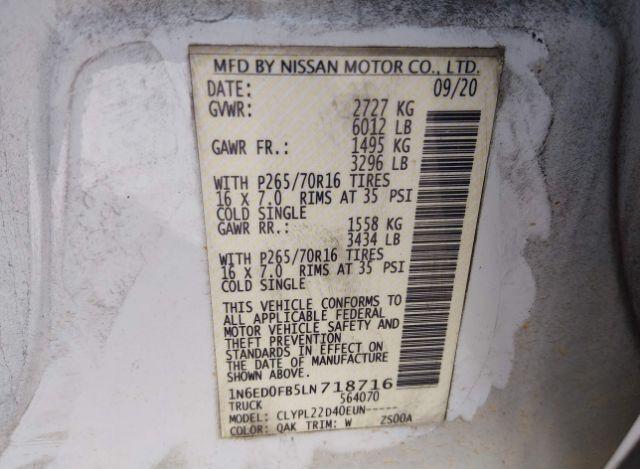 MFD BY NISSAN MOTOR CO., LTD.
DATE: 09/20
GVWR: 2727 KG
6012 LB
GAWR FR.: 1495 KG
3296 LB
WITH P265/70R16 TIRES
16 X 7.0 RIMS AT 35 PSI
COLD SINGLE
GAWR RR.: 1558 KG
3434 LB
WITH P265/70R16 TIRES
16 X 7.0 RIMS AT 35 PSI
COLD SINGLE
THIS VEHICLE CONFORMS TO
ALL APPLICABLE FEDERAL
MOTOR VEHICLE SAFETY AND
THEFT PREVENTION
STANDARDS IN EFFECT ON
THE DATE OF MANUFACTURE
SHOWN ABOVE.
1N6ED0FB5LN718716
TRUCK 564070
MODEL: CLYPL22D40EUN-----
COLOR: QAK TRIM: W ZS00A